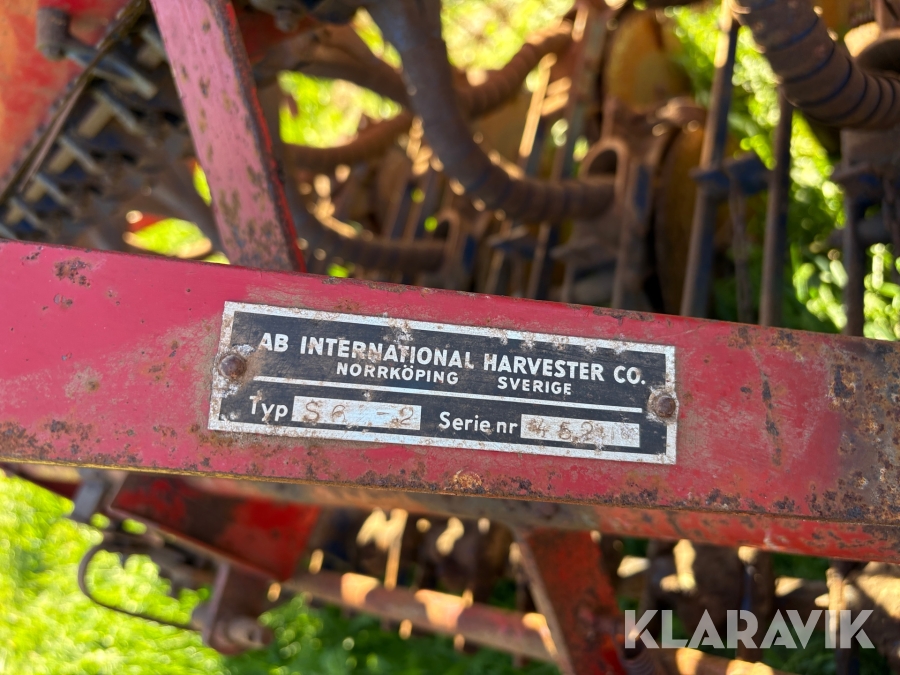 AB INTERNATIONAL HARVESTER CO.
NORRKÖPING SVERIGE
Typ S6 -2 Serie nr
KLARAVIK